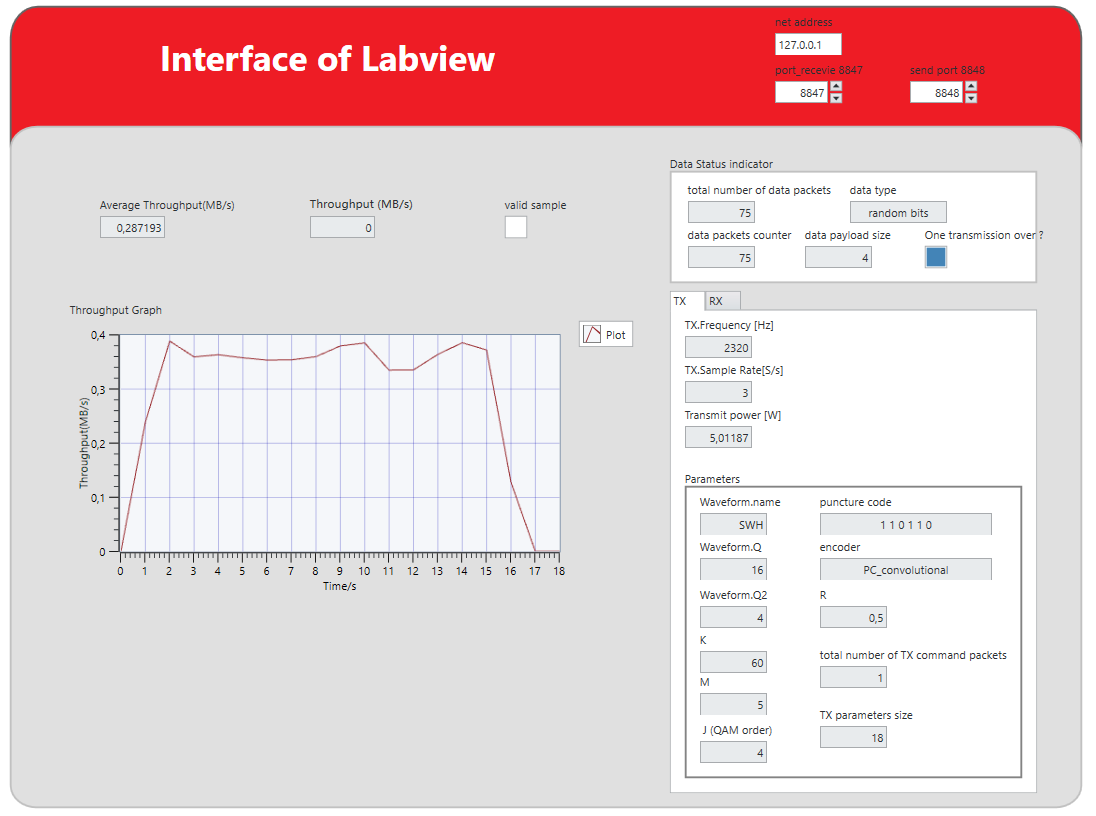 net address
Interface of Labview
127.0.0.1
port_recevie 8847 send port 8848
8847 8848
Data Status indicator
total number of data packets data type
Average Throughput(MB/s) Throughput (MB/s) valid sample
75 random bits
0,287193 0
data packets counter data payload size One transmission over ?
75 4
TX RX
Throughput Graph
TX.Frequency [Hz]
Plot
2320
TX.Sample Rate[S/s]
3
Transmit power [W]
5,01187
0,4
0,3
0,2
0,1
0
Throughput(MB/s)
0 1 2 3 4 5 6 7 8 9 10 11 12 13 14 15 16 17 18
Time/s
Parameters
Waveform.name puncture code
SWH 1 1 0 1 1 0
Waveform.Q encoder
16 PC_convolutional
Waveform.Q2 R
4 0,5
K
60
total number of TX command packets
1
M
5
TX parameters size
18
J (QAM order)
4